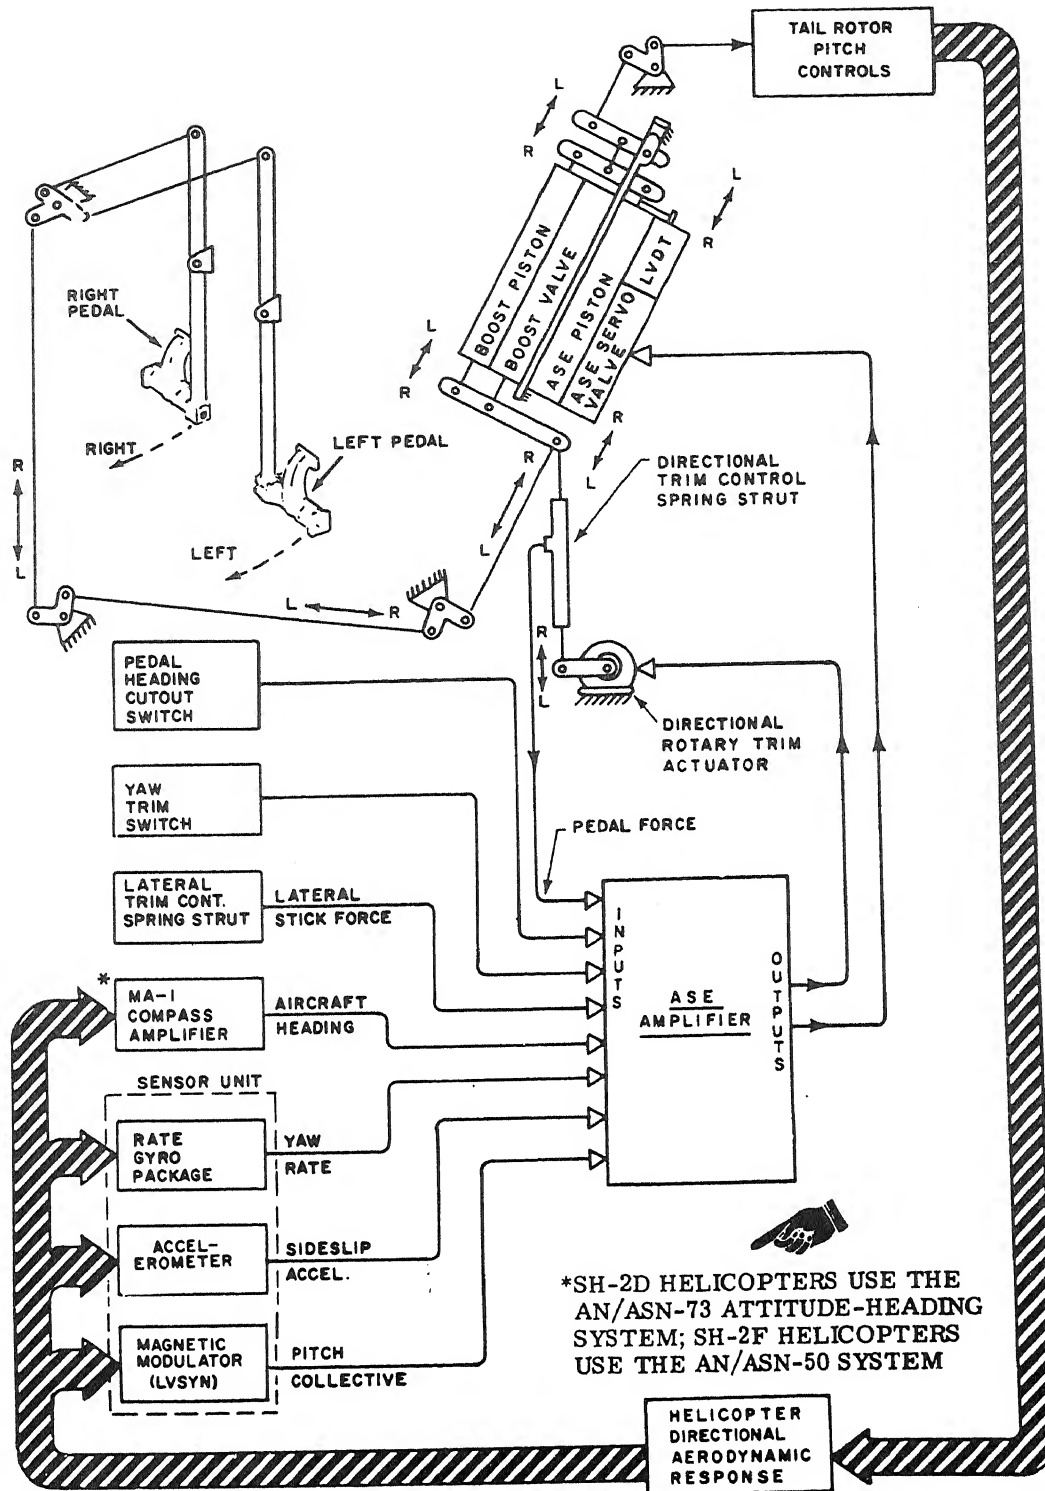 TAIL ROTOR
PITCH
CONTROLS
L
R
L
R
BOOST PISTON
BOOST VALVE
ASE PISTON
ASE SERVO
VALVE
LVDT
RIGHT
PEDAL
L
R
RIGHT
LEFT PEDAL
R
L
R
L
R
L
DIRECTIONAL
TRIM CONTROL
SPRING STRUT
LEFT
L
R
R
L
DIRECTIONAL
ROTARY TRIM
ACTUATOR
PEDAL
HEADING
CUTOUT
SWITCH
YAW
TRIM
SWITCH
PEDAL FORCE
LATERAL
TRIM CONT.
SPRING STRUT
LATERAL
STICK FORCE
*
MA-1
COMPASS
AMPLIFIER
AIRCRAFT
HEADING
INPUTS
ASE
AMPLIFIER
OUTPUTS
SENSOR UNIT
RATE
GYRO
PACKAGE
YAW
RATE
ACCEL-
EROMETER
SIDESLIP
ACCEL.
MAGNETIC
MODULATOR
(LVSYN)
PITCH
COLLECTIVE
*SH-2D HELICOPTERS USE THE
AN/ASN-73 ATTITUDE-HEADING
SYSTEM; SH-2F HELICOPTERS
USE THE AN/ASN-50 SYSTEM
HELICOPTER
DIRECTIONAL
AERODYNAMIC
RESPONSE